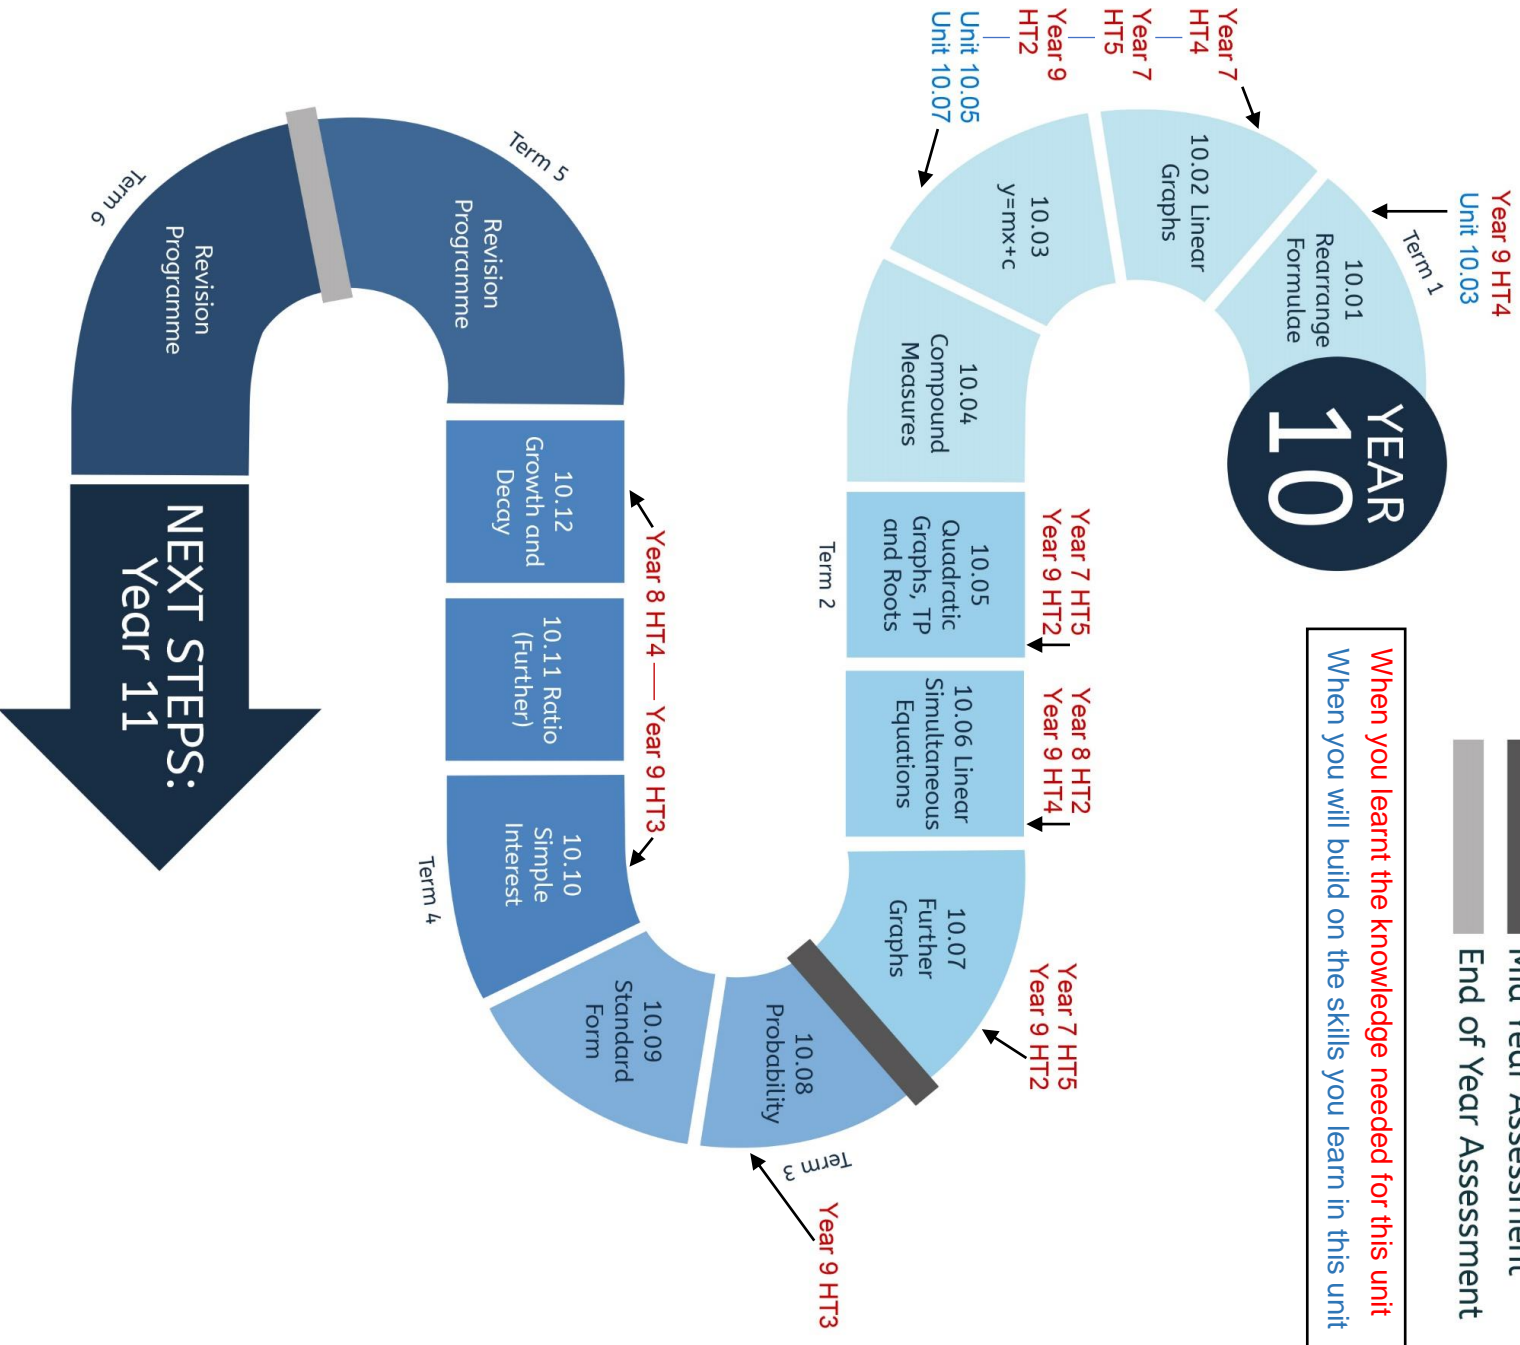 Mid Year Assessment
End of Year Assessment
When you learnt the knowledge needed for this unit
When you will build on the skills you learn in this unit
YEAR
10
Year 9 HT4
Unit 10.03
Term 1
10.01
Rearrange
Formulae
Year 7
HT4
Year 7
HT5
Year 9
HT2
Unit 10.05
Unit 10.07
10.02 Linear
Graphs
10.03
y=mx+c
10.04
Compound
Measures
Term 2
Year 7 HT5
Year 9 HT2
10.05
Quadratic
Graphs, TP
and Roots
Year 8 HT2
Year 9 HT4
10.06 Linear
Simultaneous
Equations
Year 7 HT5
Year 9 HT2
10.07
Further
Graphs
Term 3
Year 9 HT3
10.08
Probability
10.09
Standard
Form
Term 4
10.10
Simple
Interest
Year 8 HT4
Year 9 HT3
10.11 Ratio
(Further)
10.12
Growth and
Decay
Term 5
Revision
Programme
Term 6
Revision
Programme
NEXT STEPS:
Year 11